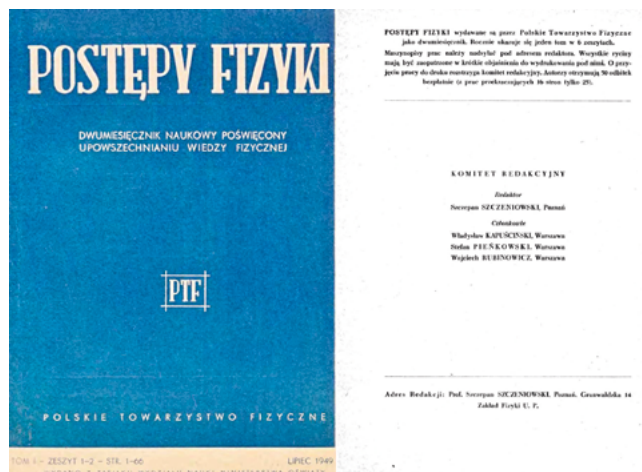 POSTĘPY FIZYKI
DWUMIESIĘCZNIK NAUKOWY POŚWIĘCONY
UPOWSZECHNIANIU WIEDZY FIZYCZNEJ
PTF
POLSKIE TOWARZYSTWO FIZYCZNE
TOM I – ZESZYT 1–2 – STR. 1–66 LIPIEC 1949
POSTĘPY FIZYKI wydawane są przez Polskie Towarzystwo Fizyczne
jako dwumiesięcznik. Rocznie ukazuje się jeden tom w 6 zeszytach.
Maszynopisy prac należy nadsyłać pod adresem redaktora. Wszystkie ryciny
mają być zaopatrzone w krótkie objaśnienia do wydrukowania pod nimi. O przy-
jęciu pracy do druku rozstrzyga komitet redakcyjny. Autorzy otrzymają 50 odbitek
bezpłatnie (z prac przekraczających 16 stron tylko 25).
KOMITET REDAKCYJNY
Redaktor
Szczepan SZCZENIOWSKI, Poznań
Członkowie
Władysław KAPUŚCIŃSKI, Warszawa
Stefan PIEŃKOWSKI, Warszawa
Wojciech RUBINOWICZ, Warszawa
Adres Redakcji: Prof. Szczepan SZCZENIOWSKI, Poznań, Grunwaldzka 14
Zakład Fizyki U. P.